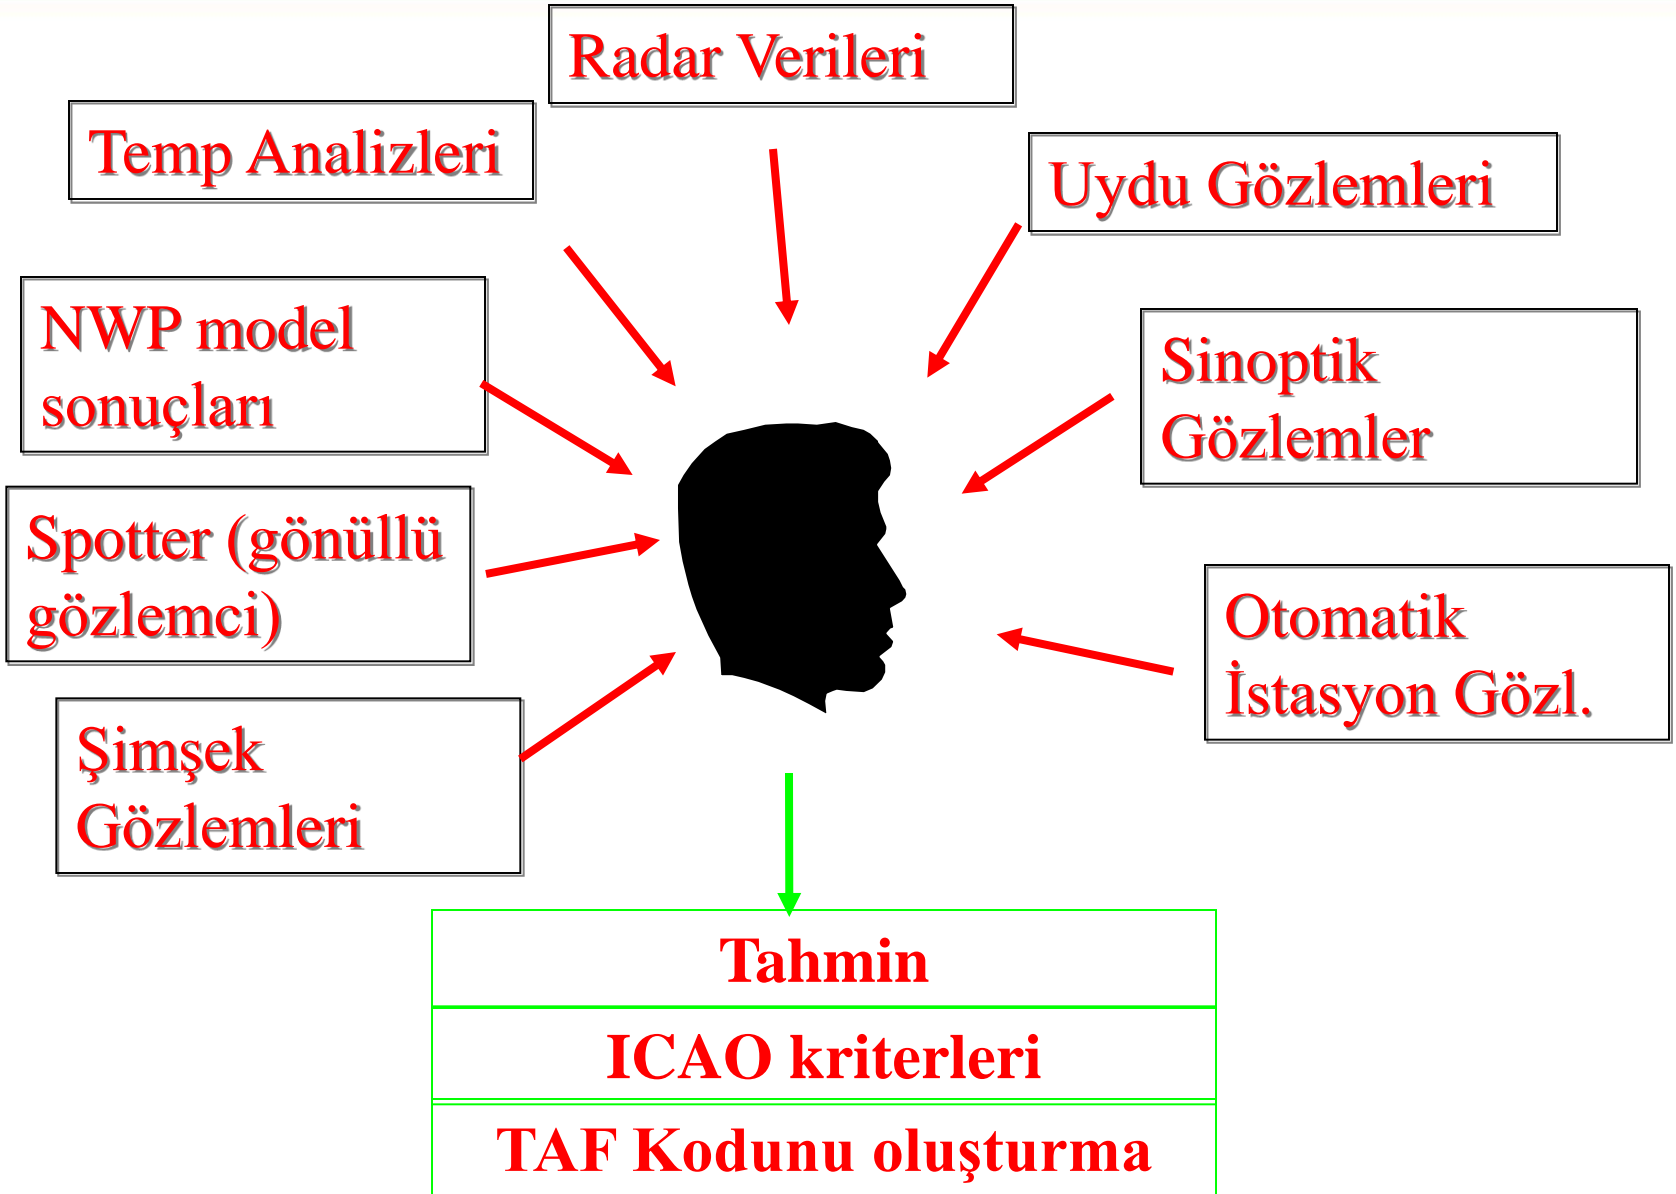 Radar Verileri
Temp Analizleri
Uydu Gözlemleri
NWP model
sonuçları
Sinoptik
Gözlemler
Spotter (gönüllü
gözlemci)
Otomatik
İstasyon Gözl.
Şimşek
Gözlemleri
Tahmin
ICAO kriterleri
TAF Kodunu oluşturma